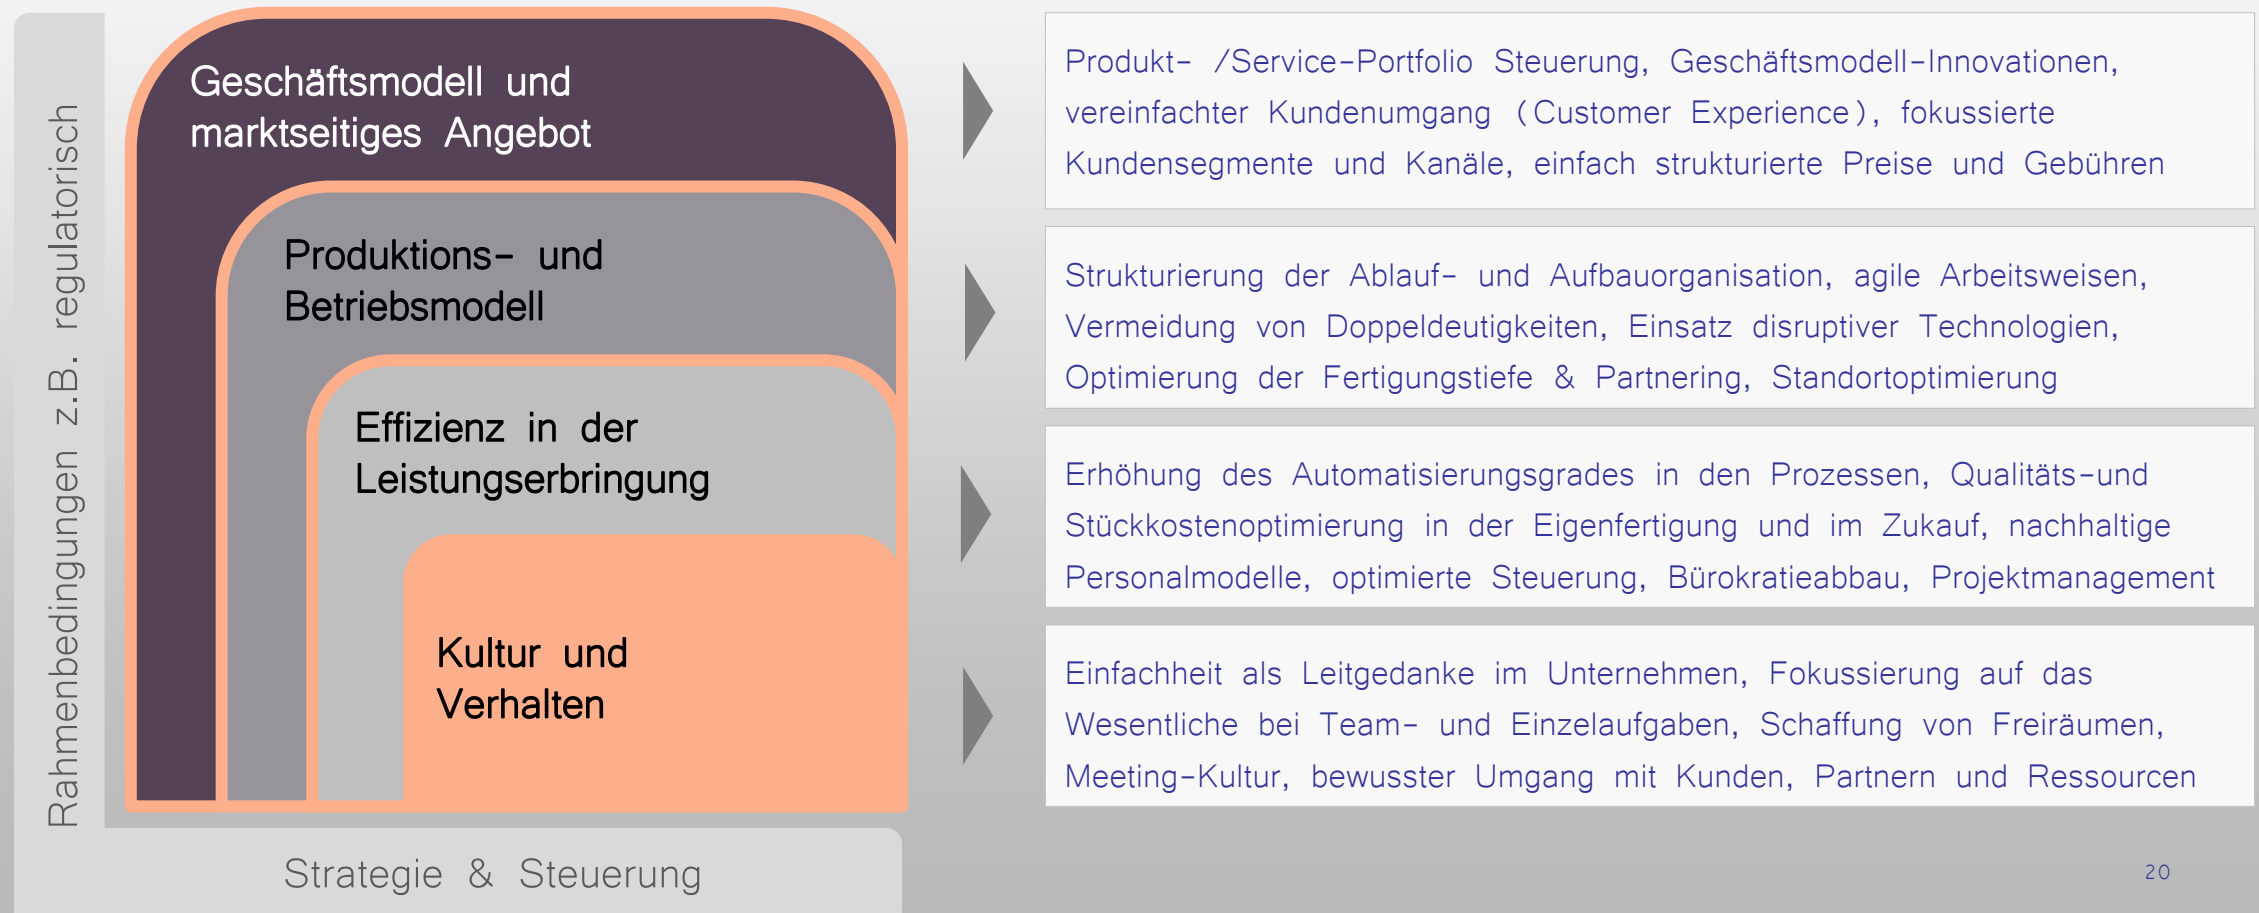 Rahmenbedingungen z.B. regulatorisch
Geschäftsmodell und
marktseitiges Angebot
Produkt- /Service-Portfolio Steuerung, Geschäftsmodell-Innovationen,
vereinfachter Kundenumgang (Customer Experience), fokussierte
Kundensegmente und Kanäle, einfach strukturierte Preise und Gebühren
Produktions- und
Betriebsmodell
Strukturierung der Ablauf- und Aufbauorganisation, agile Arbeitsweisen,
Vermeidung von Doppeldeutigkeiten, Einsatz disruptiver Technologien,
Optimierung der Fertigungstiefe & Partnering, Standortoptimierung
Effizienz in der
Leistungserbringung
Erhöhung des Automatisierungsgrades in den Prozessen, Qualitäts-und
Stückkostenoptimierung in der Eigenfertigung und im Zukauf, nachhaltige
Personalmodelle, optimierte Steuerung, Bürokratieabbau, Projektmanagement
Kultur und
Verhalten
Einfachheit als Leitgedanke im Unternehmen, Fokussierung auf das
Wesentliche bei Team- und Einzelaufgaben, Schaffung von Freiräumen,
Meeting-Kultur, bewusster Umgang mit Kunden, Partnern und Ressourcen
Strategie & Steuerung
20